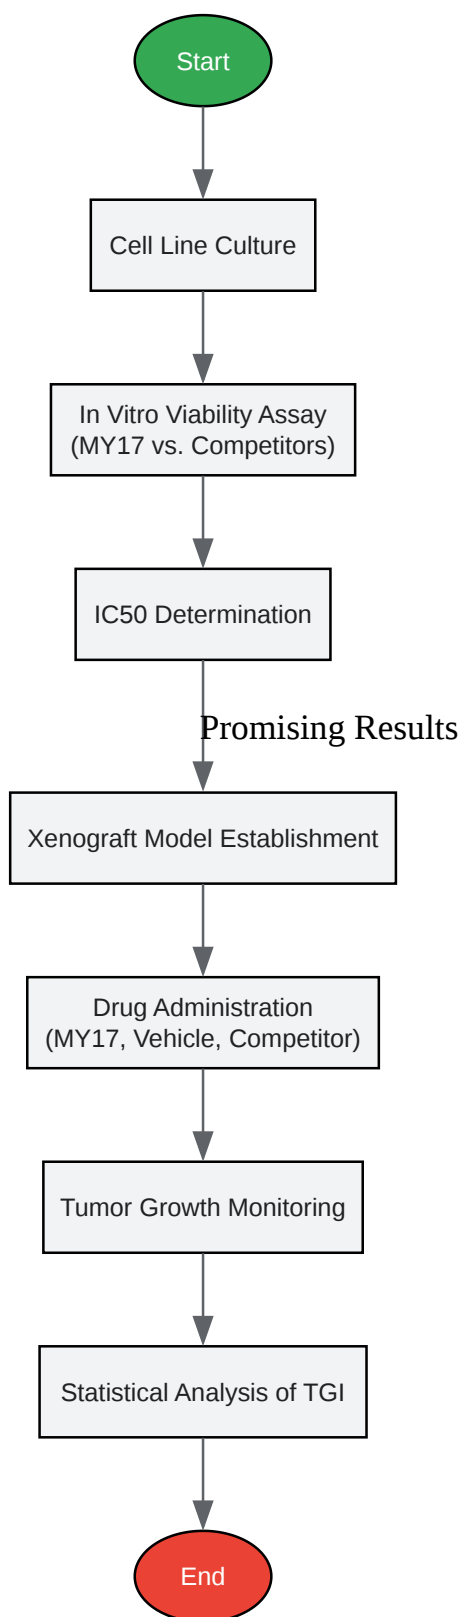 Start
Cell Line Culture
In Vitro Viability Assay
(MY17 vs. Competitors)
IC50 Determination
Promising Results
Xenograft Model Establishment
Drug Administration
(MY17, Vehicle, Competitor)
Tumor Growth Monitoring
Statistical Analysis of TGI
End